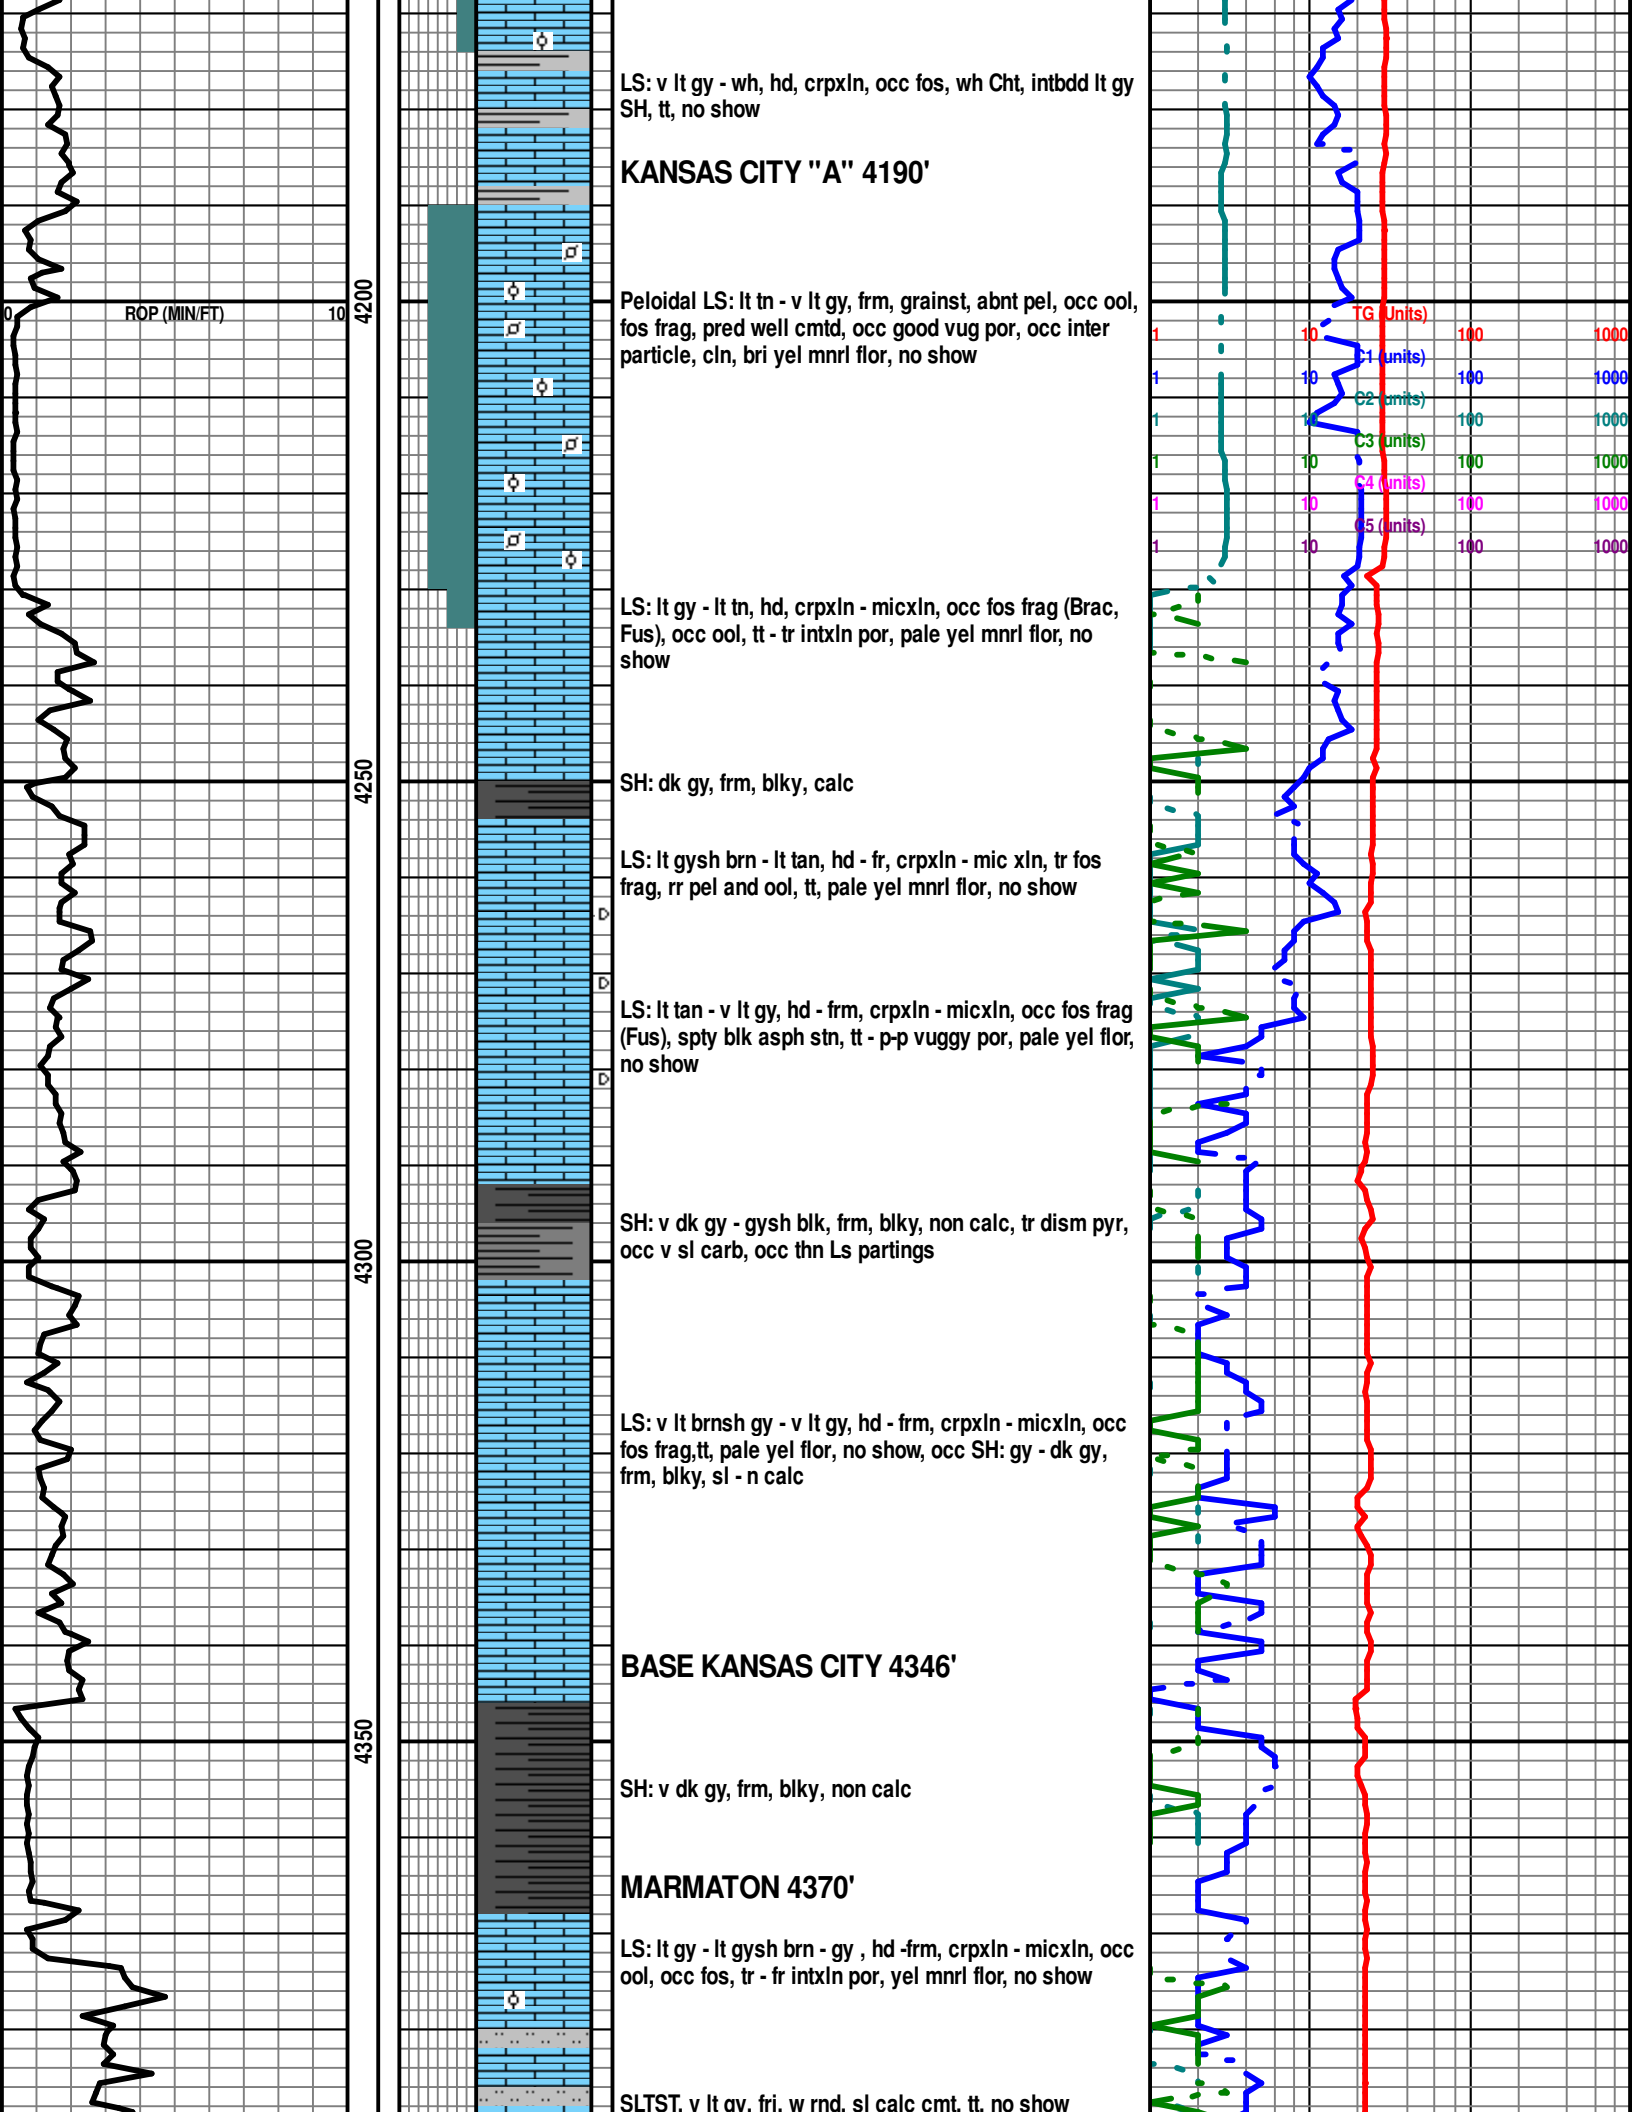 LS: v lt gy - wh, hd, crpxln, occ fos, wh Cht, intbdd lt gy
SH, tt, no show
KANSAS CITY "A" 4190'
4200
0 ROP (MIN/FT) 10
Peloidal LS: lt tn - v lt gy, frm, grainst, abnt pel, occ ool,
fos frag, pred well cmtd, occ good vug por, occ inter
particle, cln, bri yel mnrl flor, no show
TG (Units)
1 10 100 1000
C1 (units)
1 10 100 1000
C2 (units)
1 10 100 1000
C3 (units)
1 10 100 1000
C4 (units)
1 10 100 1000
C5 (units)
1 10 100 1000
LS: lt gy - lt tn, hd, crpxln - micxln, occ fos frag (Brac,
Fus), occ ool, tt - tr intxln por, pale yel mnrl flor, no
show
4250
SH: dk gy, frm, blky, calc
LS: lt gysh brn - lt tan, hd - fr, crpxln - mic xln, tr fos
frag, rr pel and ool, tt, pale yel mnrl flor, no show
D
D
LS: lt tan - v lt gy, hd - frm, crpxln - micxln, occ fos frag
(Fus), spty blk asph stn, tt - p-p vuggy por, pale yel flor,
no show
D
SH: v dk gy - gysh blk, frm, blky, non calc, tr dism pyr,
occ v sl carb, occ thn Ls partings
4300
LS: v lt brnsh gy - v lt gy, hd - frm, crpxln - micxln, occ
fos frag,tt, pale yel flor, no show, occ SH: gy - dk gy,
frm, blky, sl - n calc
BASE KANSAS CITY 4346'
4350
SH: v dk gy, frm, blky, non calc
MARMATON 4370'
LS: lt gy - lt gysh brn - gy , hd -frm, crpxln - micxln, occ
ool, occ fos, tr - fr intxln por, yel mnrl flor, no show
SLTST, v lt gy, fri, w rnd, sl calc cmt, tt, no show